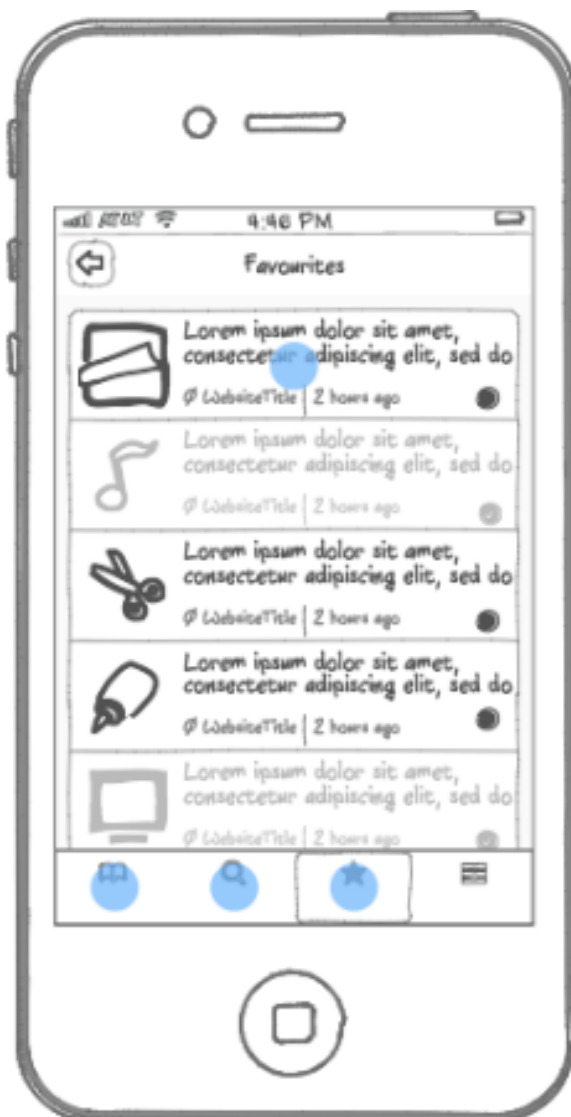 AT&T 4:46 PM
Favourites
Lorem ipsum dolor sit amet,
consectetur adipiscing elit, sed do
WebsiteTitle | 2 hours ago
Lorem ipsum dolor sit amet,
consectetur adipiscing elit, sed do
WebsiteTitle | 2 hours ago
Lorem ipsum dolor sit amet,
consectetur adipiscing elit, sed do
WebsiteTitle | 2 hours ago
Lorem ipsum dolor sit amet,
consectetur adipiscing elit, sed do
WebsiteTitle | 2 hours ago
Lorem ipsum dolor sit amet,
consectetur adipiscing elit, sed do
WebsiteTitle | 2 hours ago